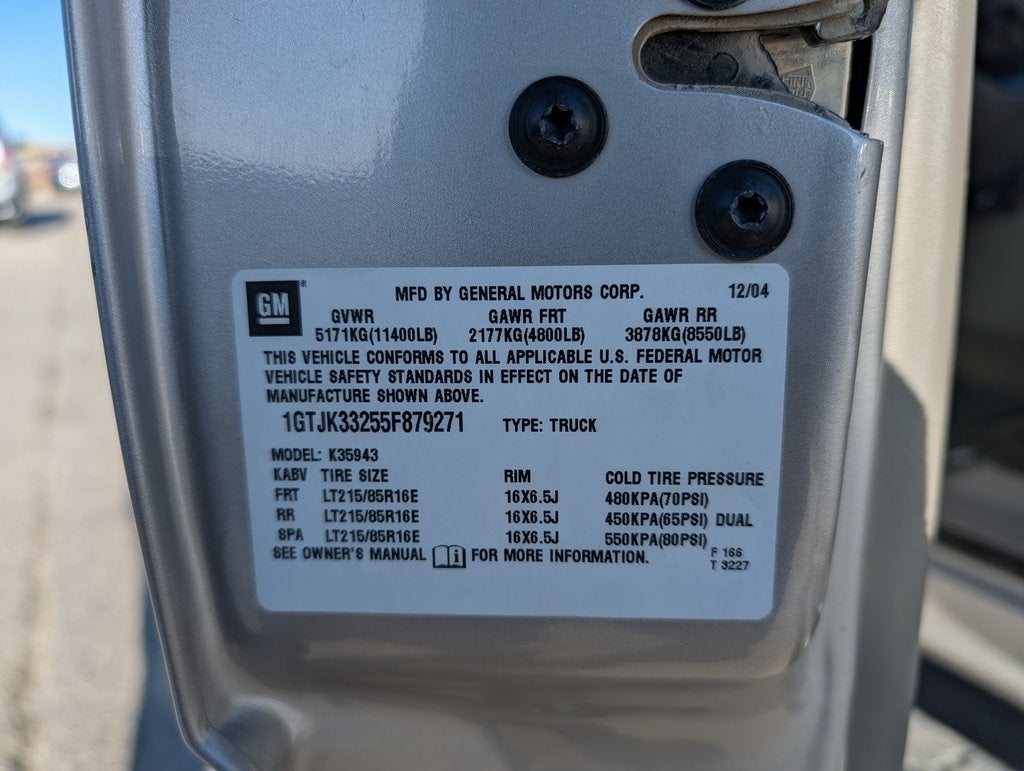 GM ®
MFD BY GENERAL MOTORS CORP. 12/04
GVWR GAWR FRT GAWR RR
5171KG(11400LB) 2177KG(4800LB) 3878KG(8550LB)
THIS VEHICLE CONFORMS TO ALL APPLICABLE U.S. FEDERAL MOTOR
VEHICLE SAFETY STANDARDS IN EFFECT ON THE DATE OF
MANUFACTURE SHOWN ABOVE.
1GTJK33255F879271 TYPE: TRUCK
MODEL: K35943
KABV TIRE SIZE RIM COLD TIRE PRESSURE
FRT LT215/85R16E 16X6.5J 480KPA(70PSI)
RR LT215/85R16E 16X6.5J 450KPA(65PSI) DUAL
SPA LT215/85R16E 16X6.5J 550KPA(80PSI)
SEE OWNER'S MANUAL i FOR MORE INFORMATION.
F 166
T 3227